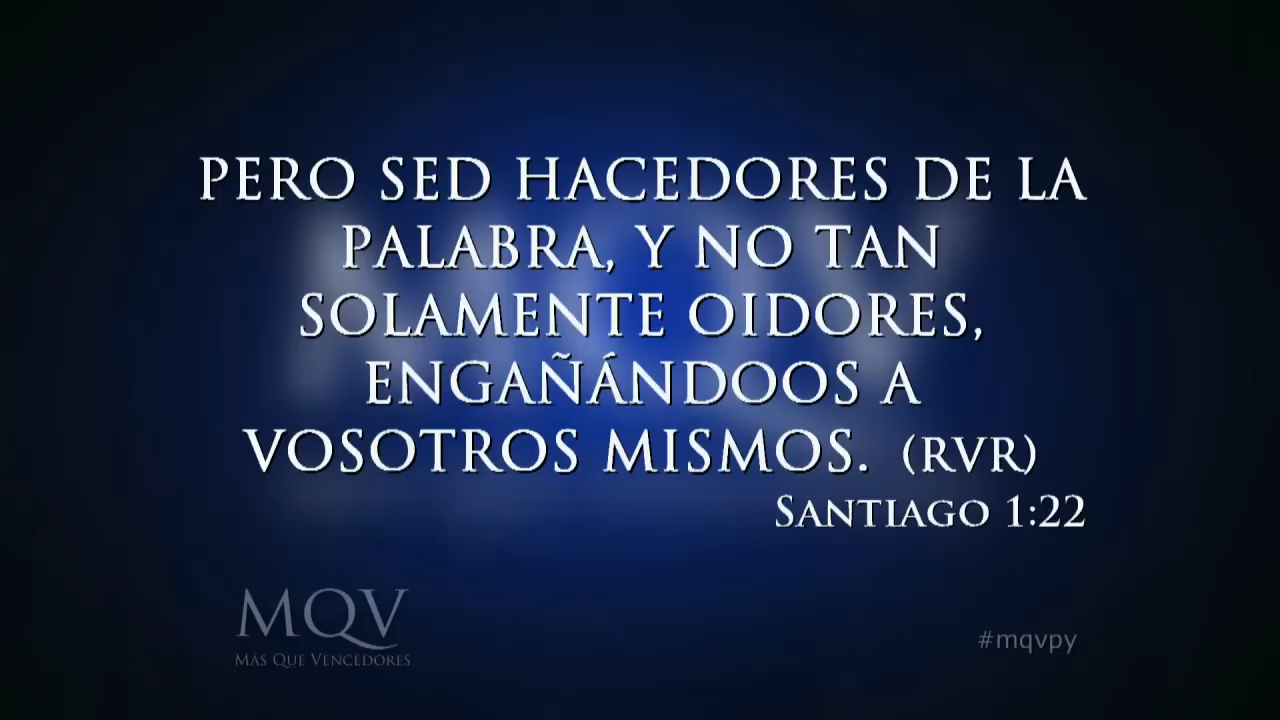 PERO SED HACEDORES DE LA
PALABRA, Y NO TAN
SOLAMENTE OIDORES,
ENGAÑÁNDOOS A
VOSOTROS MISMOS. (RVR)
SANTIAGO 1:22
MQV
MÁS QUE VENCEDORES
#mqvpy